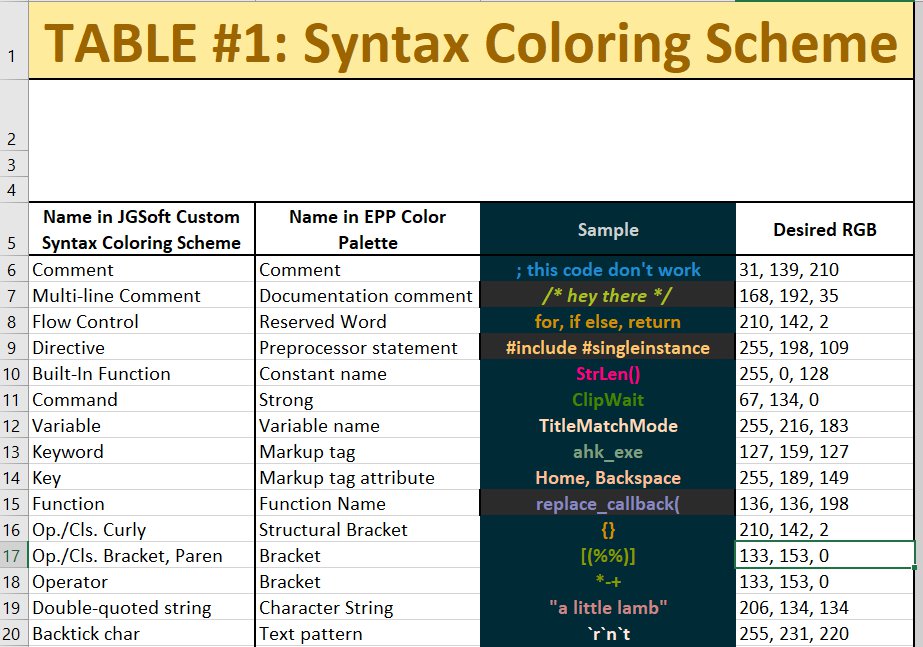 1 TABLE #1: Syntax Coloring Scheme
2
3
4
5 Name in JGSoft Custom Syntax Coloring Scheme Name in EPP Color Palette Sample Desired RGB
6 Comment Comment ; this code don't work 31, 139, 210
7 Multi-line Comment Documentation comment /* hey there */ 168, 192, 35
8 Flow Control Reserved Word for, if else, return 210, 142, 2
9 Directive Preprocessor statement #include #singleinstance 255, 198, 109
10 Built-In Function Constant name StrLen() 255, 0, 128
11 Command Strong ClipWait 67, 134, 0
12 Variable Variable name TitleMatchMode 255, 216, 183
13 Keyword Markup tag ahk_exe 127, 159, 127
14 Key Markup tag attribute Home, Backspace 255, 189, 149
15 Function Function Name replace_callback( 136, 136, 198
16 Op./Cls. Curly Structural Bracket {} 210, 142, 2
17 Op./Cls. Bracket, Paren Bracket [(%%)] 133, 153, 0
18 Operator Bracket *-+ 133, 153, 0
19 Double-quoted string Character String "a little lamb" 206, 134, 134
20 Backtick char Text pattern `r`n`t 255, 231, 220